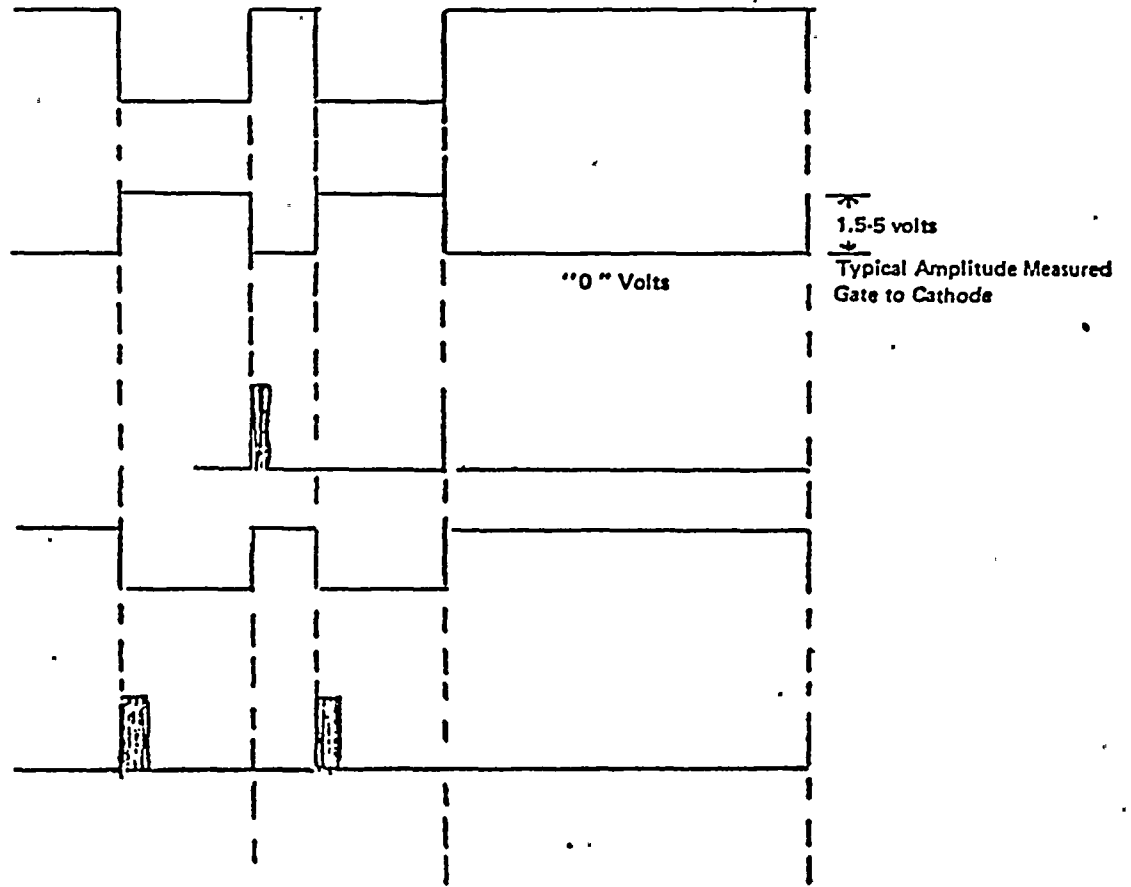 1.5-5 volts
"0" Volts
Typical Amplitude Measured
Gate to Cathode